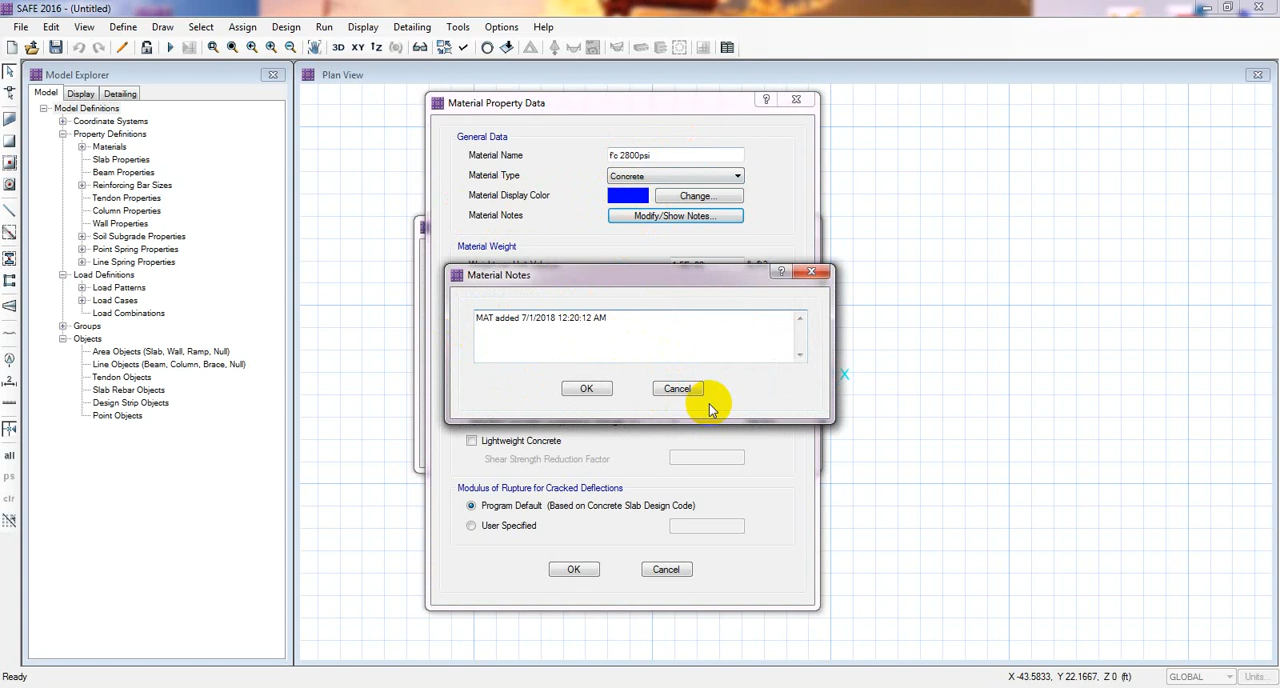 SAFE 2016 - (Untitled)
File Edit View Define Draw Select Assign Design Run Display Detailing Tools Options Help
3D XY
Model Explorer
Plan View
Model Display Detailing
Model Definitions
Coordinate Systems
Property Definitions
Materials
Slab Properties
Beam Properties
Reinforcing Bar Sizes
Tendon Properties
Column Properties
Wall Properties
Soil Subgrade Properties
Point Spring Properties
Line Spring Properties
Load Definitions
Load Patterns
Load Cases
Load Combinations
Groups
Objects
Area Objects (Slab, Wall, Ramp, Null)
Line Objects (Beam, Column, Brace, Null)
Tendon Objects
Slab Rebar Objects
Design Strip Objects
Point Objects
all
ps
clr
Material Property Data
General Data
Material Name f'c 2800psi
Material Type Concrete
Material Display Color Change...
Material Notes Modify/Show Notes...
Material Weight
Material Notes
MAT added 7/1/2018 12:20:12 AM
OK Cancel
Lightweight Concrete
Shear Strength Reduction Factor
Modulus of Rupture for Cracked Deflections
Program Default (Based on Concrete Slab Design Code)
User Specified
OK Cancel
X
Ready
X -43.5833, Y 22.1667, Z 0 (ft)
GLOBAL
Units...